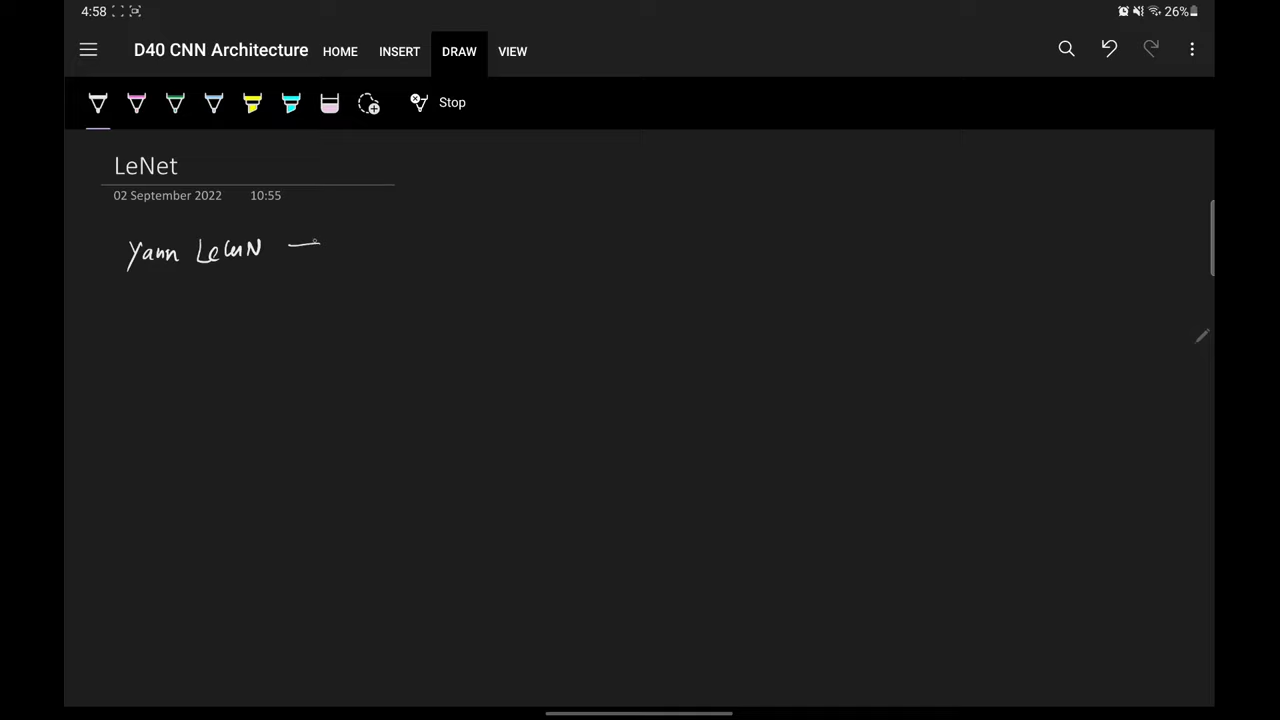 4:58 26%
D40 CNN Architecture HOME INSERT DRAW VIEW
Stop
LeNet
02 September 2022 10:55
Yann LeCuN —